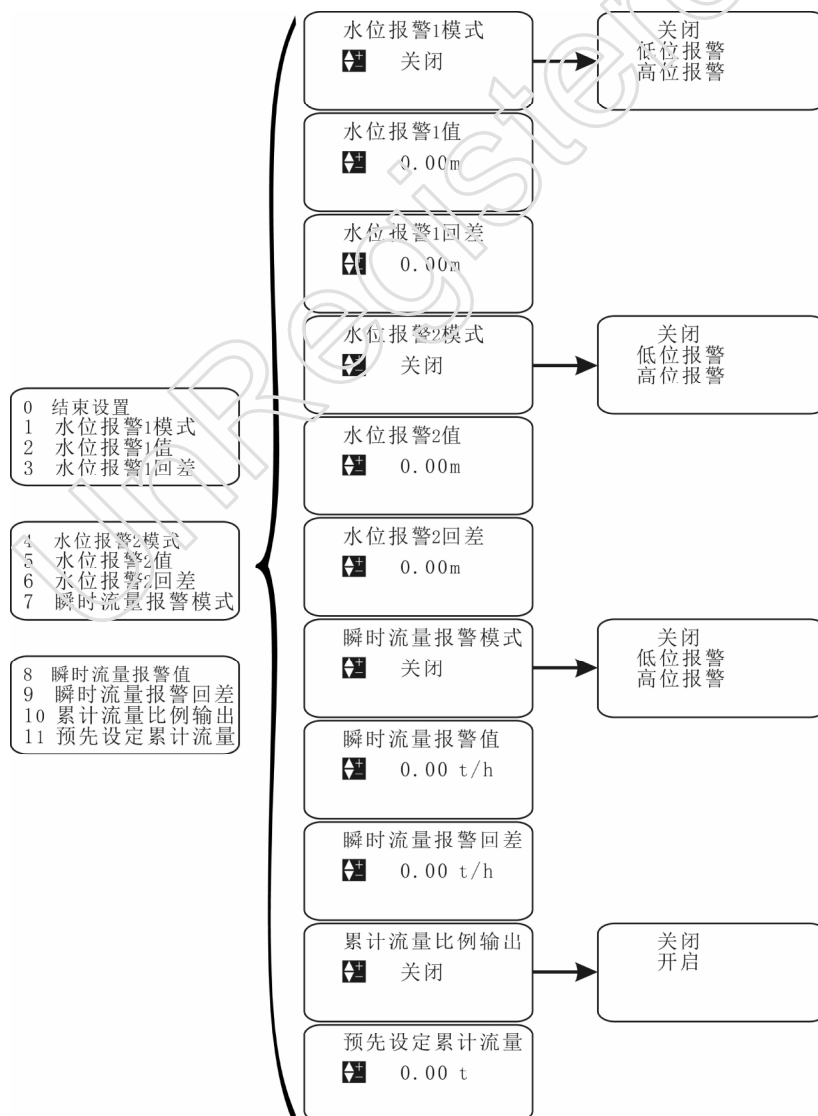 0 结束设置
1 水位报警1模式
2 水位报警1值
3 水位报警1回差
4 水位报警2模式
5 水位报警2值
6 水位报警2回差
7 瞬时流量报警模式
8 瞬时流量报警值
9 瞬时流量报警回差
10 累计流量比例输出
11 预先设定累计流量
水位报警1模式
关闭
关闭
低位报警
高位报警
水位报警1值
0.00m
水位报警1回差
0.00m
水位报警2模式
关闭
关闭
低位报警
高位报警
水位报警2值
0.00m
水位报警2回差
0.00m
瞬时流量报警模式
关闭
关闭
低位报警
高位报警
瞬时流量报警值
0.00 t/h
瞬时流量报警回差
0.00 t/h
累计流量比例输出
关闭
关闭
开启
预先设定累计流量
0.00 t
UnRegistere